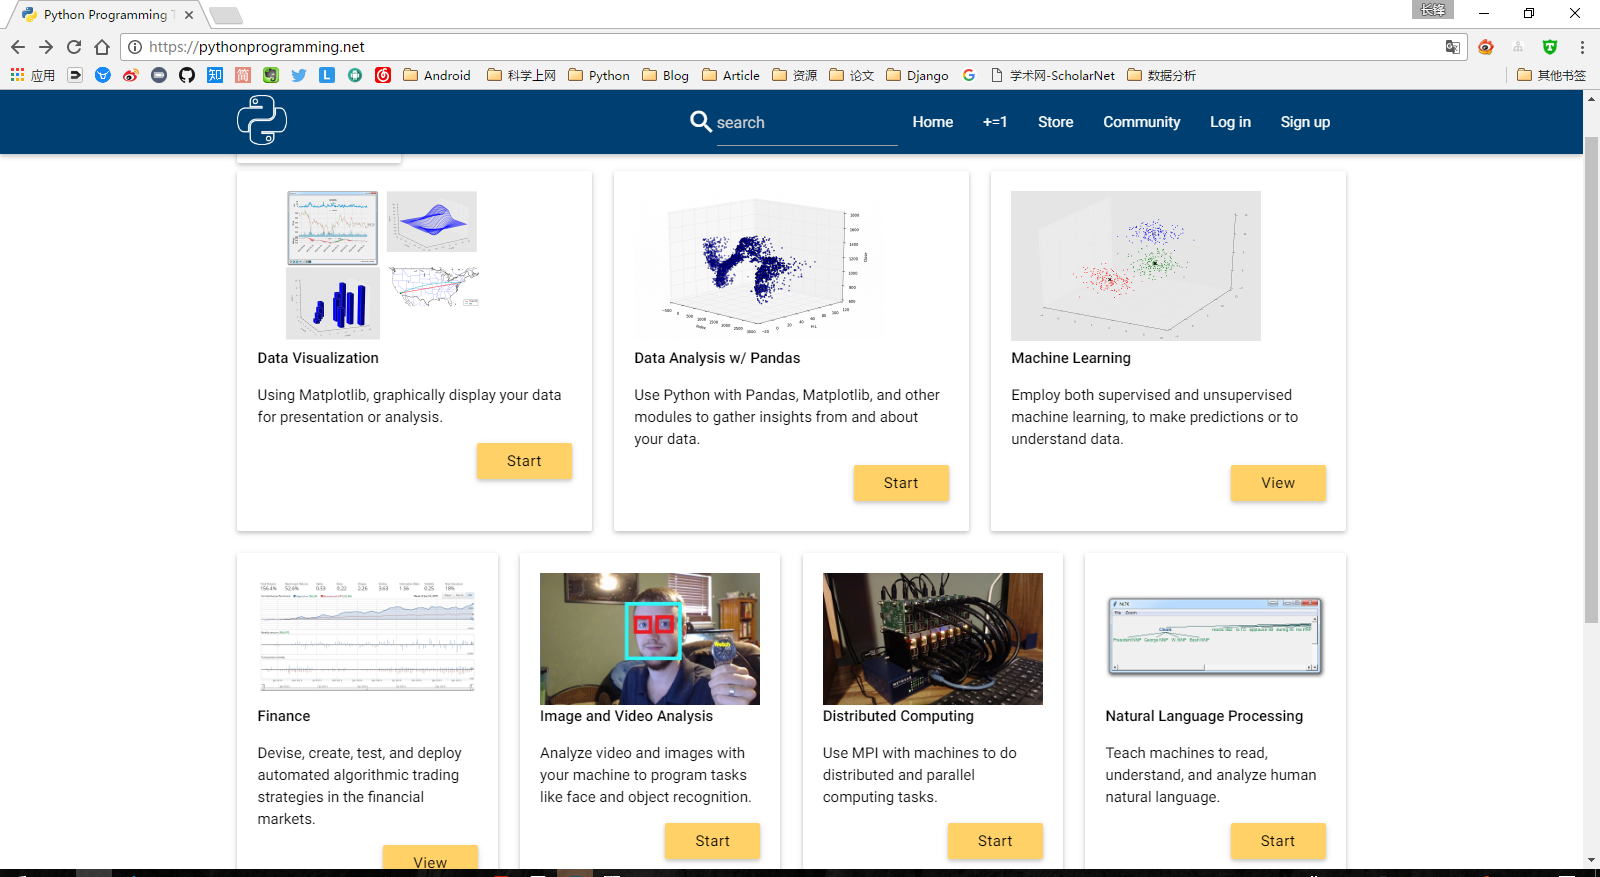 Python Programming T
长锋
https://pythonprogramming.net
应用
知
简
L
Android
科学上网
Python
Blog
Article
资源
论文
Django
学术网-ScholarNet
数据分析
其他书签
search
Home
+=1
Store
Community
Log in
Sign up
Data Visualization
Using Matplotlib, graphically display your data
for presentation or analysis.
Start
Data Analysis w/ Pandas
Use Python with Pandas, Matplotlib, and other
modules to gather insights from and about
your data.
Start
Machine Learning
Employ both supervised and unsupervised
machine learning, to make predictions or to
understand data.
View
Finance
Devise, create, test, and deploy
automated algorithmic trading
strategies in the financial
markets.
View
Image and Video Analysis
Analyze video and images with
your machine to program tasks
like face and object recognition.
Start
Distributed Computing
Use MPI with machines to do
distributed and parallel
computing tasks.
Start
Natural Language Processing
Teach machines to read,
understand, and analyze human
natural language.
Start